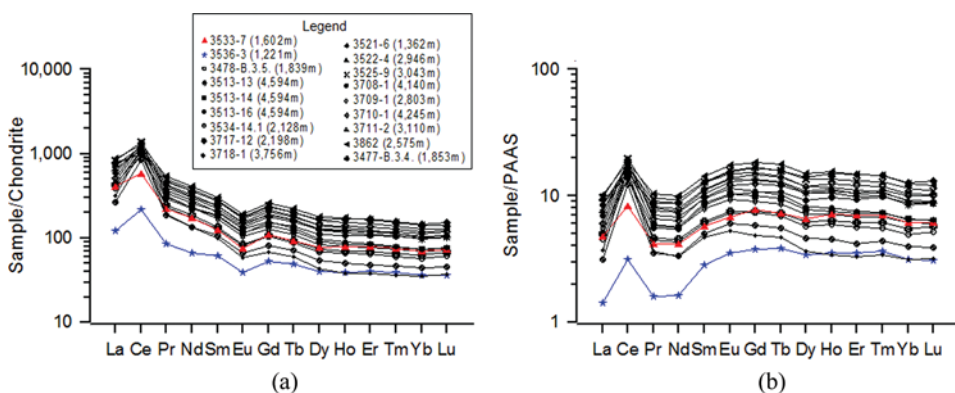 Legend
3533-7 (1,602m)
3536-3 (1,221m)
3478-B.3.5. (1,839m)
3513-13 (4,594m)
3513-14 (4,594m)
3513-16 (4,594m)
3534-14.1 (2,128m)
3717-12 (2,198m)
3718-1 (3,756m)
3521-6 (1,362m)
3522-4 (2,946m)
3525-9 (3,043m)
3708-1 (4,140m)
3709-1 (2,803m)
3710-1 (4,245m)
3711-2 (3,110m)
3862 (2,575m)
3477-B.3.4. (1,853m)
Sample/Chondrite
10,000
1,000
100
10
La Ce Pr Nd Sm Eu Gd Tb Dy Ho Er Tm Yb Lu
(a)
Sample/PAAS
100
10
1
La Ce Pr Nd Sm Eu Gd Tb Dy Ho Er Tm Yb Lu
(b)